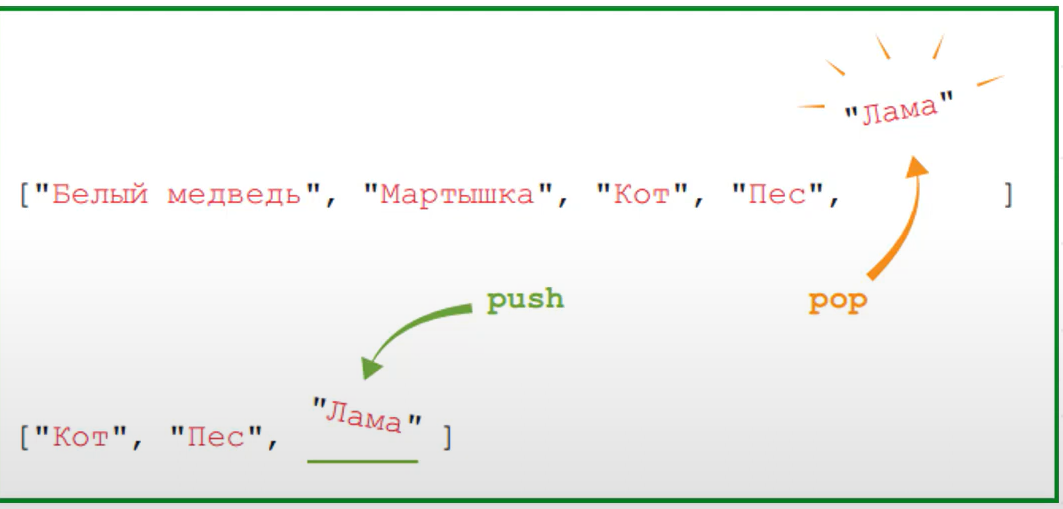 "Лама"
["Белый медведь", "Мартышка", "Кот", "Пес", ]
push pop
["Кот", "Пес", "Лама" ]